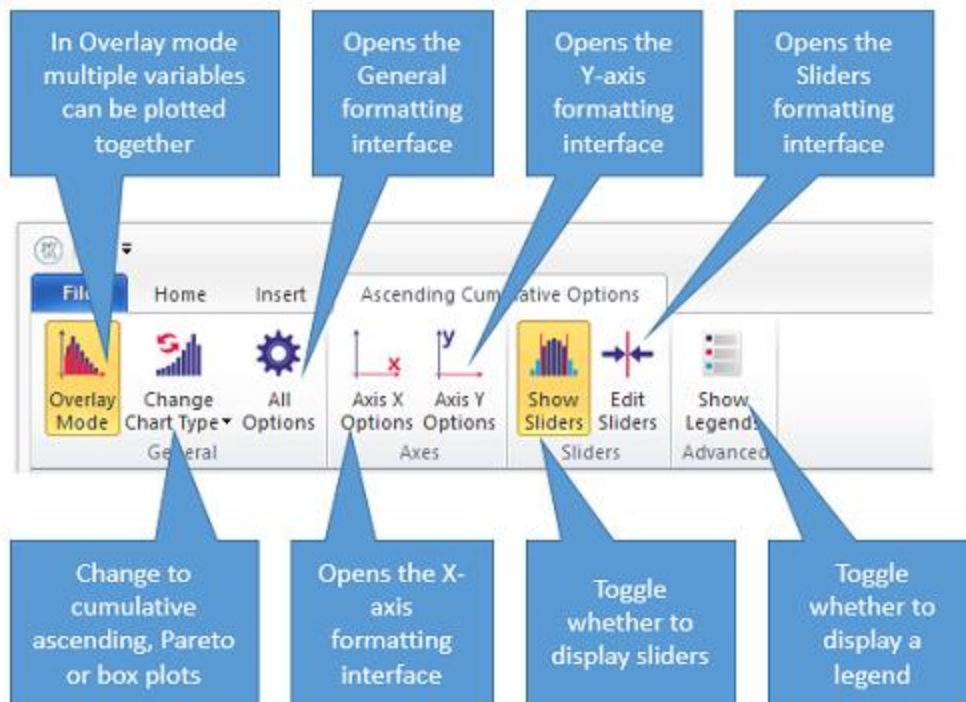 In Overlay mode
multiple variables
can be plotted
together
Opens the
General
formatting
interface
Opens the
Y-axis
formatting
interface
Opens the
Sliders
formatting
interface
Home
Insert
Ascending
Options
Overlay
Mode
Change
Chart Type
All
Options
General
Axis X
Options
Axis Y
Options
Axes
Show
Sliders
Edit
Sliders
Sliders
Show
Legends
Advanced
Change to
cumulative
ascending, Pareto
or box plots
Opens the X-
axis
formatting
interface
Toggle
whether to
display sliders
Toggle
whether to
display a
legend